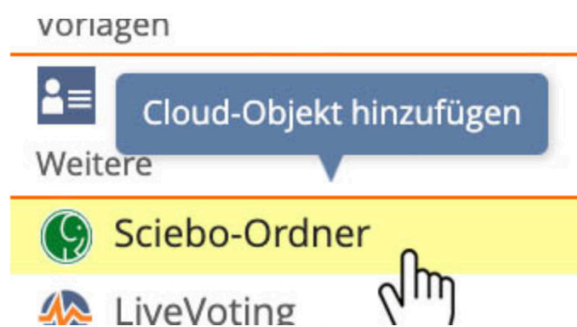 Vorlagen
Cloud-Objekt hinzufügen
Weitere
Sciebo-Ordner
LiveVoting